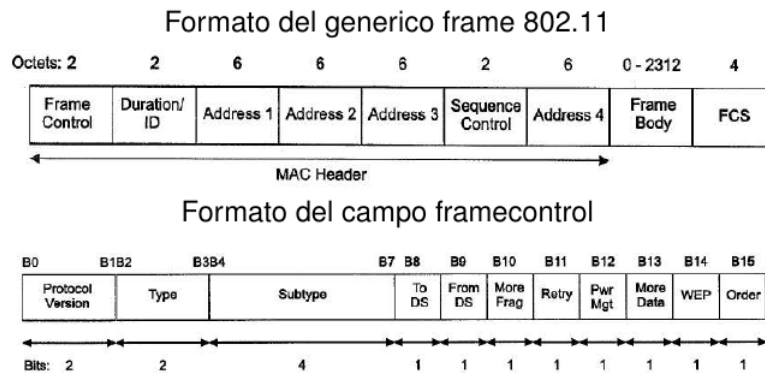 Formato del generico frame 802.11
Octets: 2 2 6 6 6 2 6 0 - 2312 4
Frame Control Duration/ ID Address 1 Address 2 Address 3 Sequence Control Address 4 Frame Body FCS
MAC Header
Formato del campo framecontrol
B0 B1B2 B3B4 B7 B8 B9 B10 B11 B12 B13 B14 B15
Protocol Version Type Subtype To DS From DS More Frag Retry Pwr Mgt More Data WEP Order
Bits: 2 2 4 1 1 1 1 1 1 1 1